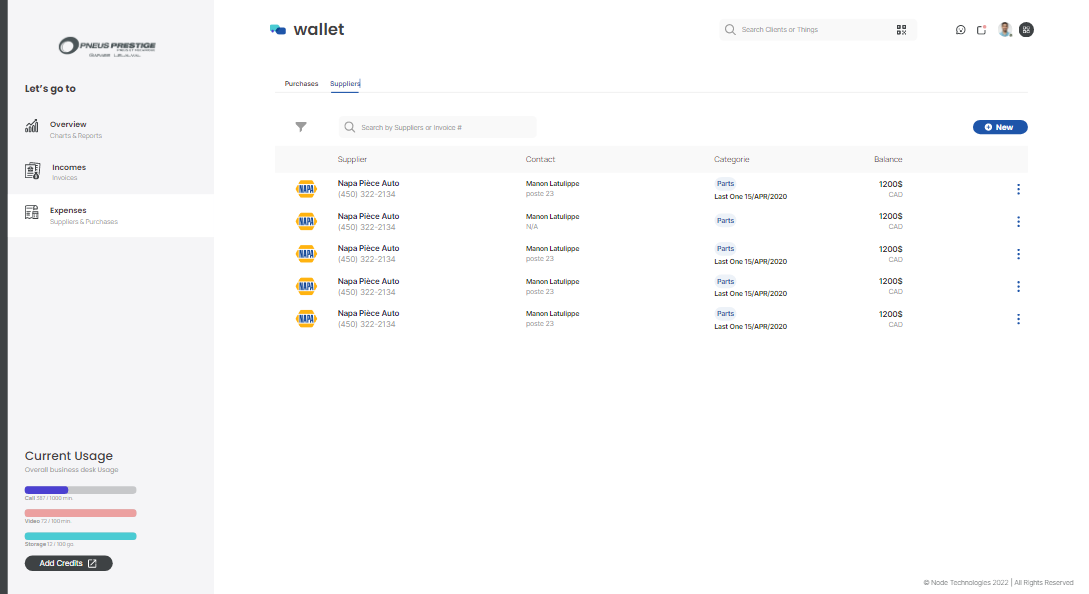 PNEUS PRESTIGE
Let's go to
Overview
Charts & Reports
Incomes
Invoices
Expenses
Suppliers & Purchases
Current Usage
Overall business desk Usage
Call 387 / 1000 min.
Video 72 / 100 min.
Storage 12 / 100 go.
Add Credits
wallet
Search Clients or Things
Purchases Suppliers
Search by Suppliers or Invoice #
New
Supplier Contact Categorie Balance
NAPA Napa Pièce Auto Manon Latulippe Parts 1200$
(450) 322-2134 poste 23 Last One 15/APR/2020 CAD
NAPA Napa Pièce Auto Manon Latulippe Parts 1200$
(450) 322-2134 N/A CAD
NAPA Napa Pièce Auto Manon Latulippe Parts 1200$
(450) 322-2134 poste 23 Last One 15/APR/2020 CAD
NAPA Napa Pièce Auto Manon Latulippe Parts 1200$
(450) 322-2134 poste 23 Last One 15/APR/2020 CAD
NAPA Napa Pièce Auto Manon Latulippe Parts 1200$
(450) 322-2134 poste 23 Last One 15/APR/2020 CAD
© Node Technologies 2022 | All Rights Reserved